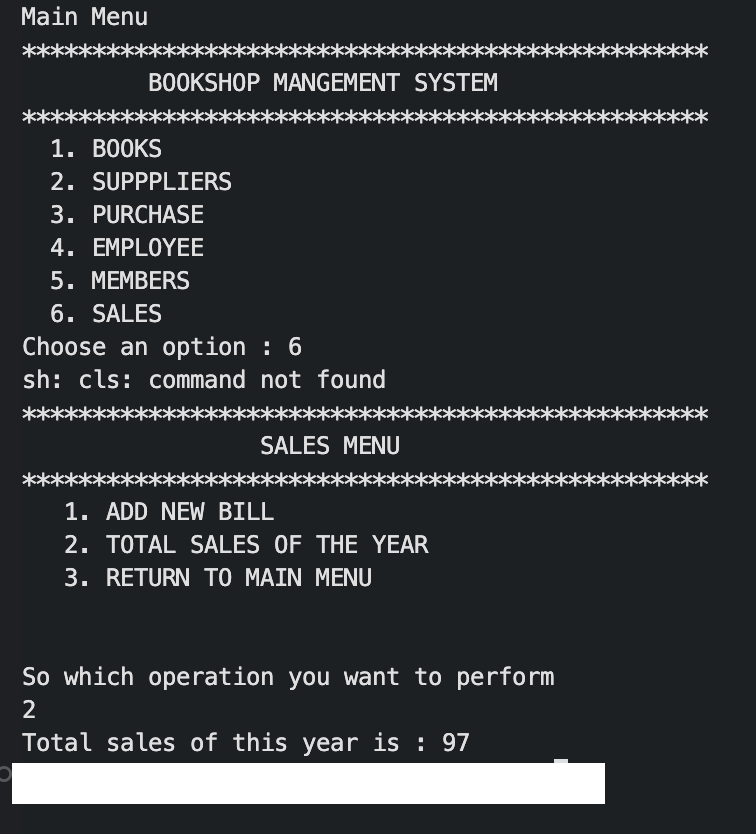 Main Menu
*************************************************
BOOKSHOP MANGEMENT SYSTEM
*************************************************
1. BOOKS
2. SUPPPLIERS
3. PURCHASE
4. EMPLOYEE
5. MEMBERS
6. SALES
Choose an option : 6
sh: cls: command not found
*************************************************
SALES MENU
*************************************************
1. ADD NEW BILL
2. TOTAL SALES OF THE YEAR
3. RETURN TO MAIN MENU
So which operation you want to perform
2
Total sales of this year is : 97